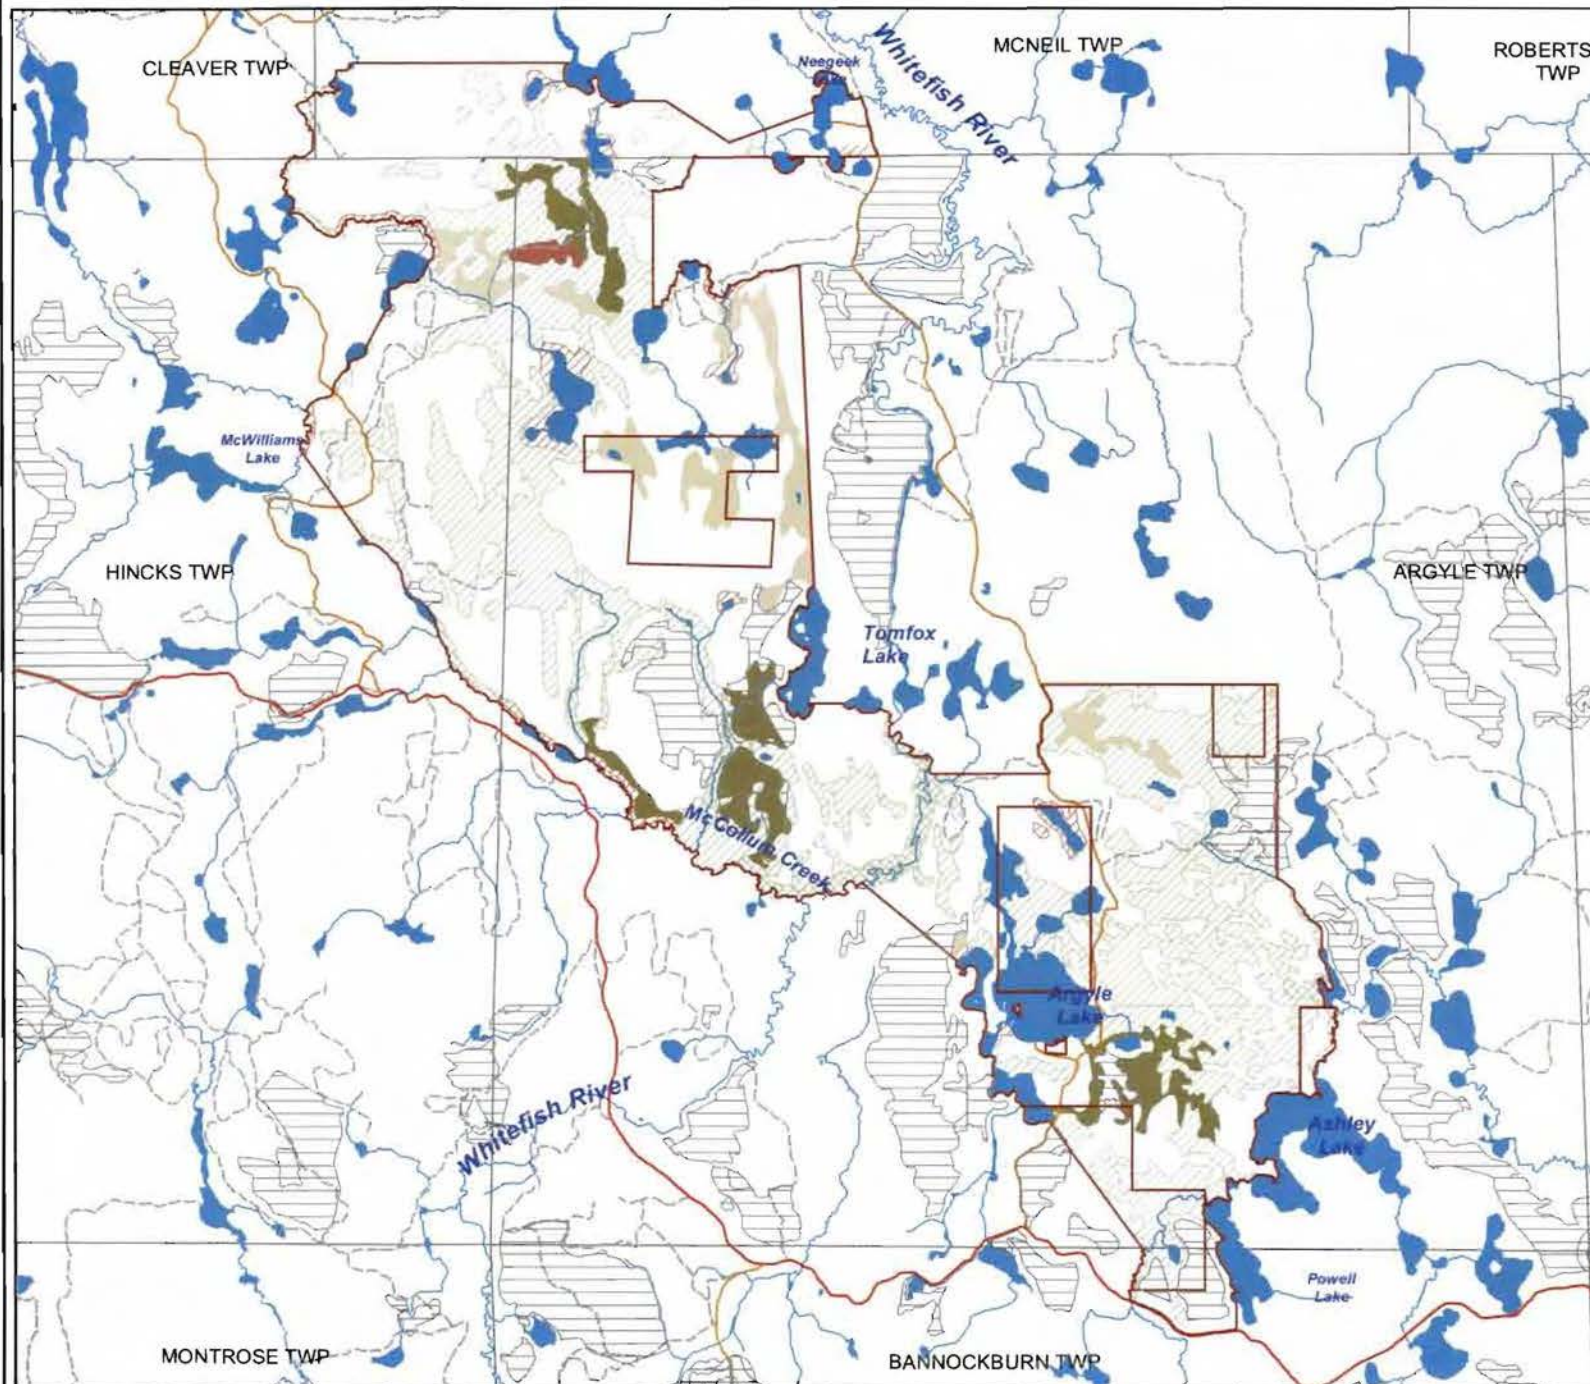 Whitefish River
MCNEIL TWP
ROBERTS
TWP
CLEAVER TWP
Neegeek
Lake
McWilliams
Lake
HINCKS TWP
ARGYLE TWP
Tomfox
Lake
McCollum Creek
Argyle
Lake
Whitefish River
Ashley
Lake
Powell
Lake
MONTROSE TWP
BANNOCKBURN TWP